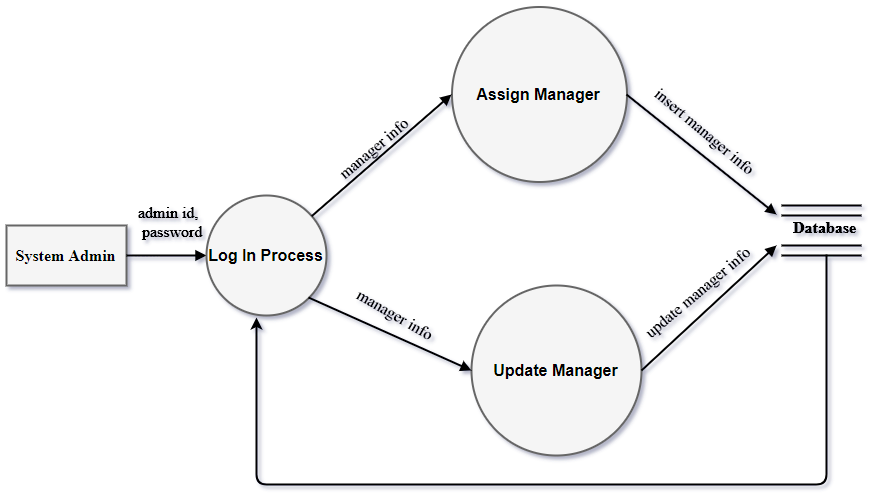 Assign Manager
insert manager info
manager info
admin id,
password
System Admin
Log In Process
Database
manager info
update manager info
Update Manager